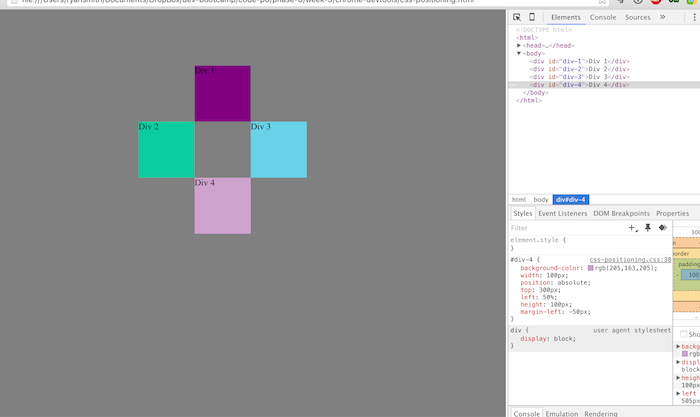 file:///Users/ryansmith/Documents/Dropbox/dev-bootcamp/code-p0/phase-0/week-3/chrome-devtools/css-positioning.html
Elements Console Sources »
<!DOCTYPE html>
<html>
<head>…</head>
<body>
<div id="div-1">Div 1</div>
<div id="div-2">Div 2</div>
<div id="div-3">Div 3</div>
<div id="div-4">Div 4</div>
</body>
</html>
Div 1
Div 2
Div 3
Div 4
html body div#div-4
Styles Event Listeners DOM Breakpoints Properties
Filter
element.style {
}
#div-4 { css-positioning.css:38
background-color: rgb(205,163,205);
width: 100px;
position: absolute;
top: 300px;
left: 50%;
height: 100px;
margin-left: -50px;
}
div { user agent stylesheet
display: block;
}
300
border
padding
- 100
Sho
backg
rgb
displ
block
heigh
100px
left
505px
Console Emulation Rendering